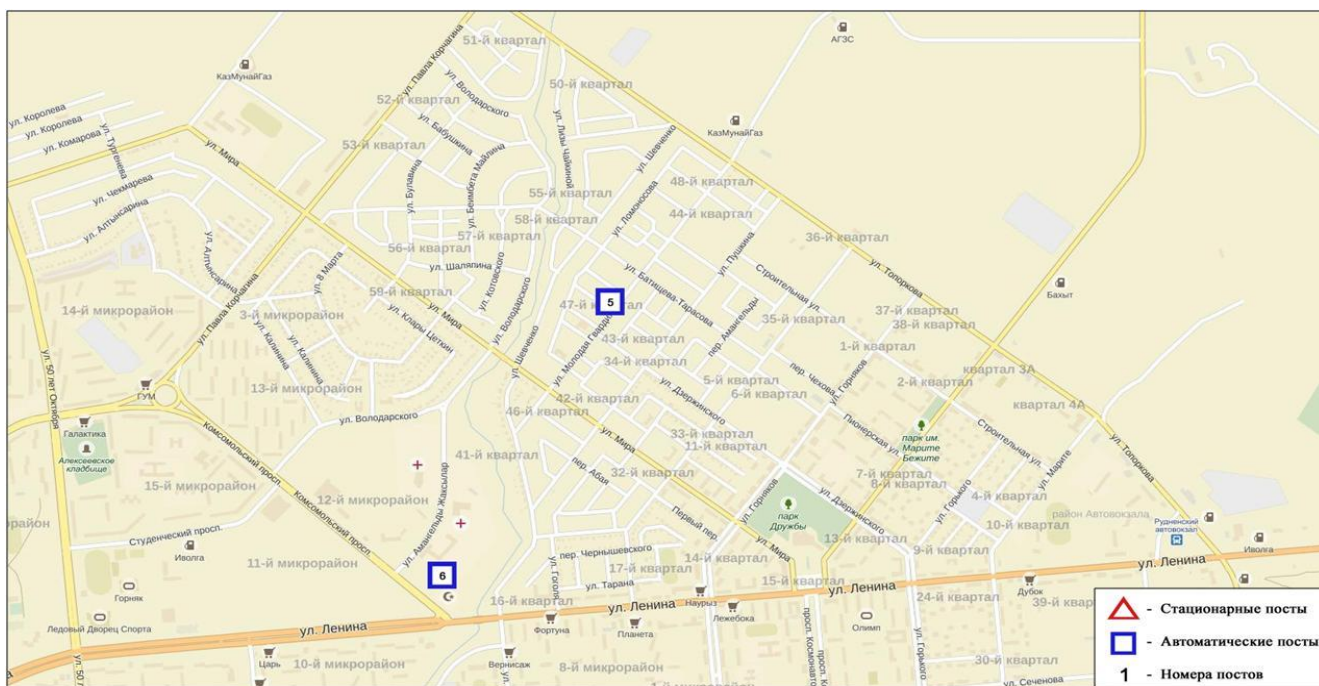 51-й квартал
АГЗС
КазМунайГаз
ул. Павла Корчагина
50-й квартал
52-й квартал
ул. Володарского
ул. Королева
ул. Королева
ул. Комарова
ул. Тургенева
ул. Мира
53-й квартал
ул. Бабушкина
ул. Лизы Чайкиной
ул. Шевченко
КазМунайГаз
ул. Булавина
ул. Беимбета Майлина
ул. Чекмарева
ул. Алтынсарина
55-й квартал
48-й квартал
ул. Ломоносова
44-й квартал
58-й квартал
57-й квартал
56-й квартал
36-й квартал
ул. Пушкина
ул. Топоркова
ул. Алтынсарина
ул. 8 Марта
ул. Шаляпина
ул. Котовского
ул. Батищева-Тарасова
Строительная ул.
Бахыт
59-й квартал
ул. Мира
ул. Клары Цеткин
ул. Володарского
5
47-й квартал
14-й микрорайон
3-й микрорайон
ул. Павла Корчагина
ул. Калинина
ул. Калинина
ул. Шевченко
ул. Молодая Гвардия
43-й квартал
34-й квартал
пер. Амангельды
35-й квартал
37-й квартал
38-й квартал
1-й квартал
2-й квартал
квартал 3А
квартал 4А
13-й микрорайон
5-й квартал
6-й квартал
пер. Чехова
ул. Горняков
ГУМ
ул. 50 лет Октября
Галактика
Алексеевское
кладбище
ул. Володарского
Комсомольский просп.
46-й квартал
42-й квартал
ул. Дзержинского
ул. Мира
33-й квартал
11-й квартал
Пионерская ул.
парк им.
Марите
Бежите
Строительная ул.
ул. Марите
ул. Топоркова
41-й квартал
пер. Абая
32-й квартал
7-й квартал
8-й квартал
15-й микрорайон
12-й микрорайон
Комсомольский просп.
ул. Амангельды Жаксылар
ул. Горняков
парк
Дружбы
ул. Дзержинского
ул. Горького
4-й квартал
10-й квартал
район Автовокзала
Рудненский
автовокзал
Студенческий просп.
Иволга
11-й микрорайон
Первый пер.
ул. Мира
13-й квартал
9-й квартал
Иволга
6
пер. Чернышевского
ул. Гоголя
17-й квартал
14-й квартал
15-й квартал
ул. Тарана
16-й квартал
ул. Ленина
ул. Ленина
ул. Ленина
ул. Ленина
Горняк
Ледовый Дворец Спорта
Наурыз
Лежебока
Фортуна
Планета
Дубок
24-й квартал
Олимп
Царь
10-й микрорайон
Вернисаж
8-й микрорайон
ул. Горького
30-й квартал
ул. Сеченова
- Стационарные посты
- Автоматические посты
1 - Номера постов